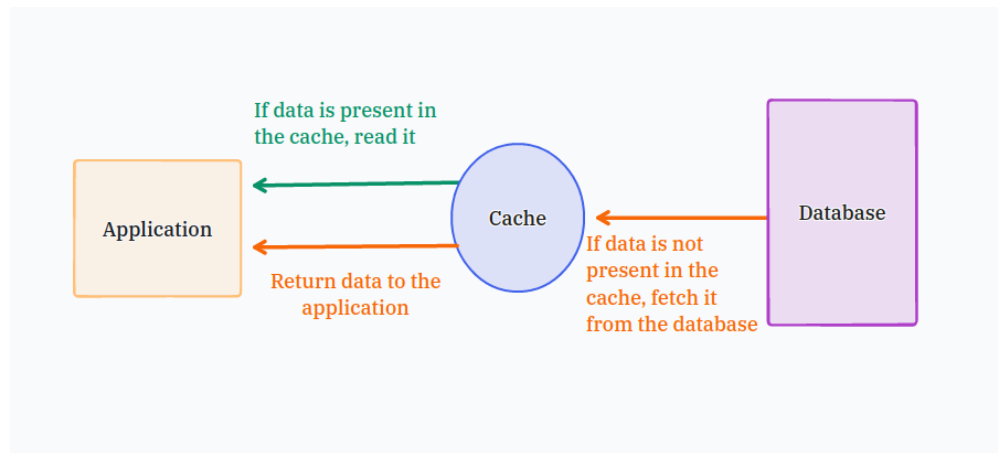 If data is present in
the cache, read it
Application
Cache
Database
Return data to the
application
If data is not
present in the
cache, fetch it
from the database